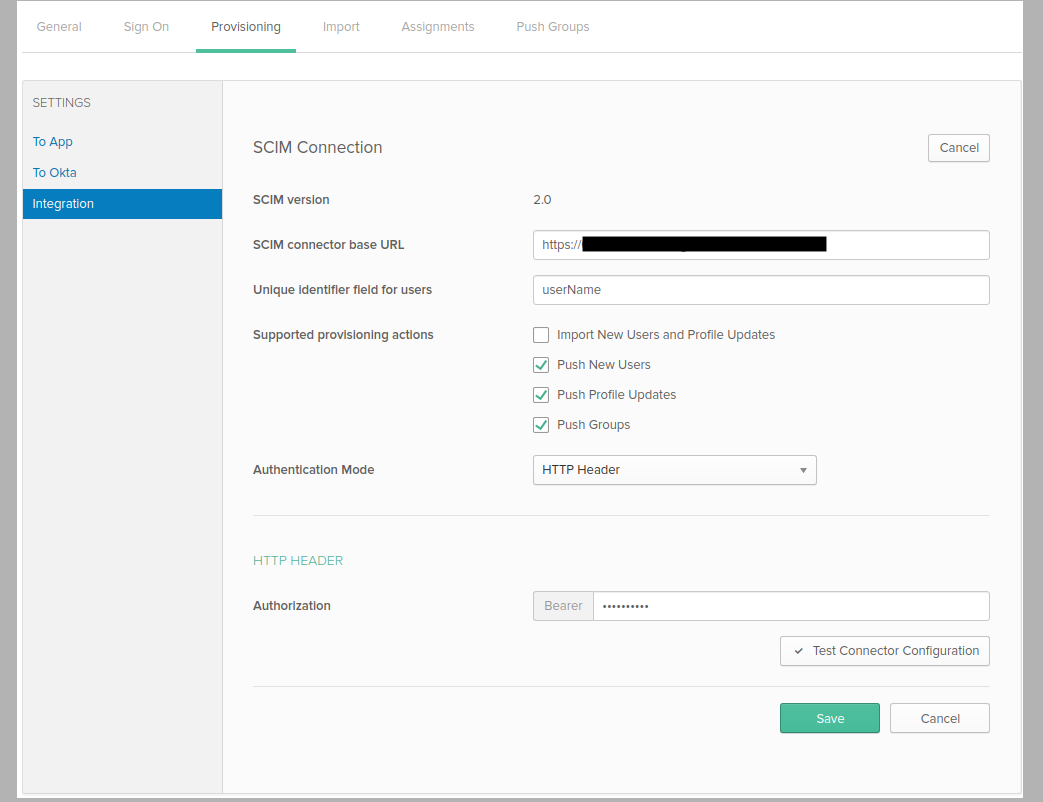 General Sign On Provisioning Import Assignments Push Groups
SETTINGS
To App
To Okta
Integration
SCIM Connection Cancel
SCIM version 2.0
SCIM connector base URL https://
Unique identifier field for users userName
Supported provisioning actions Import New Users and Profile Updates
Push New Users
Push Profile Updates
Push Groups
Authentication Mode HTTP Header
HTTP HEADER
Authorization Bearer ••••••••••
Test Connector Configuration
Save Cancel